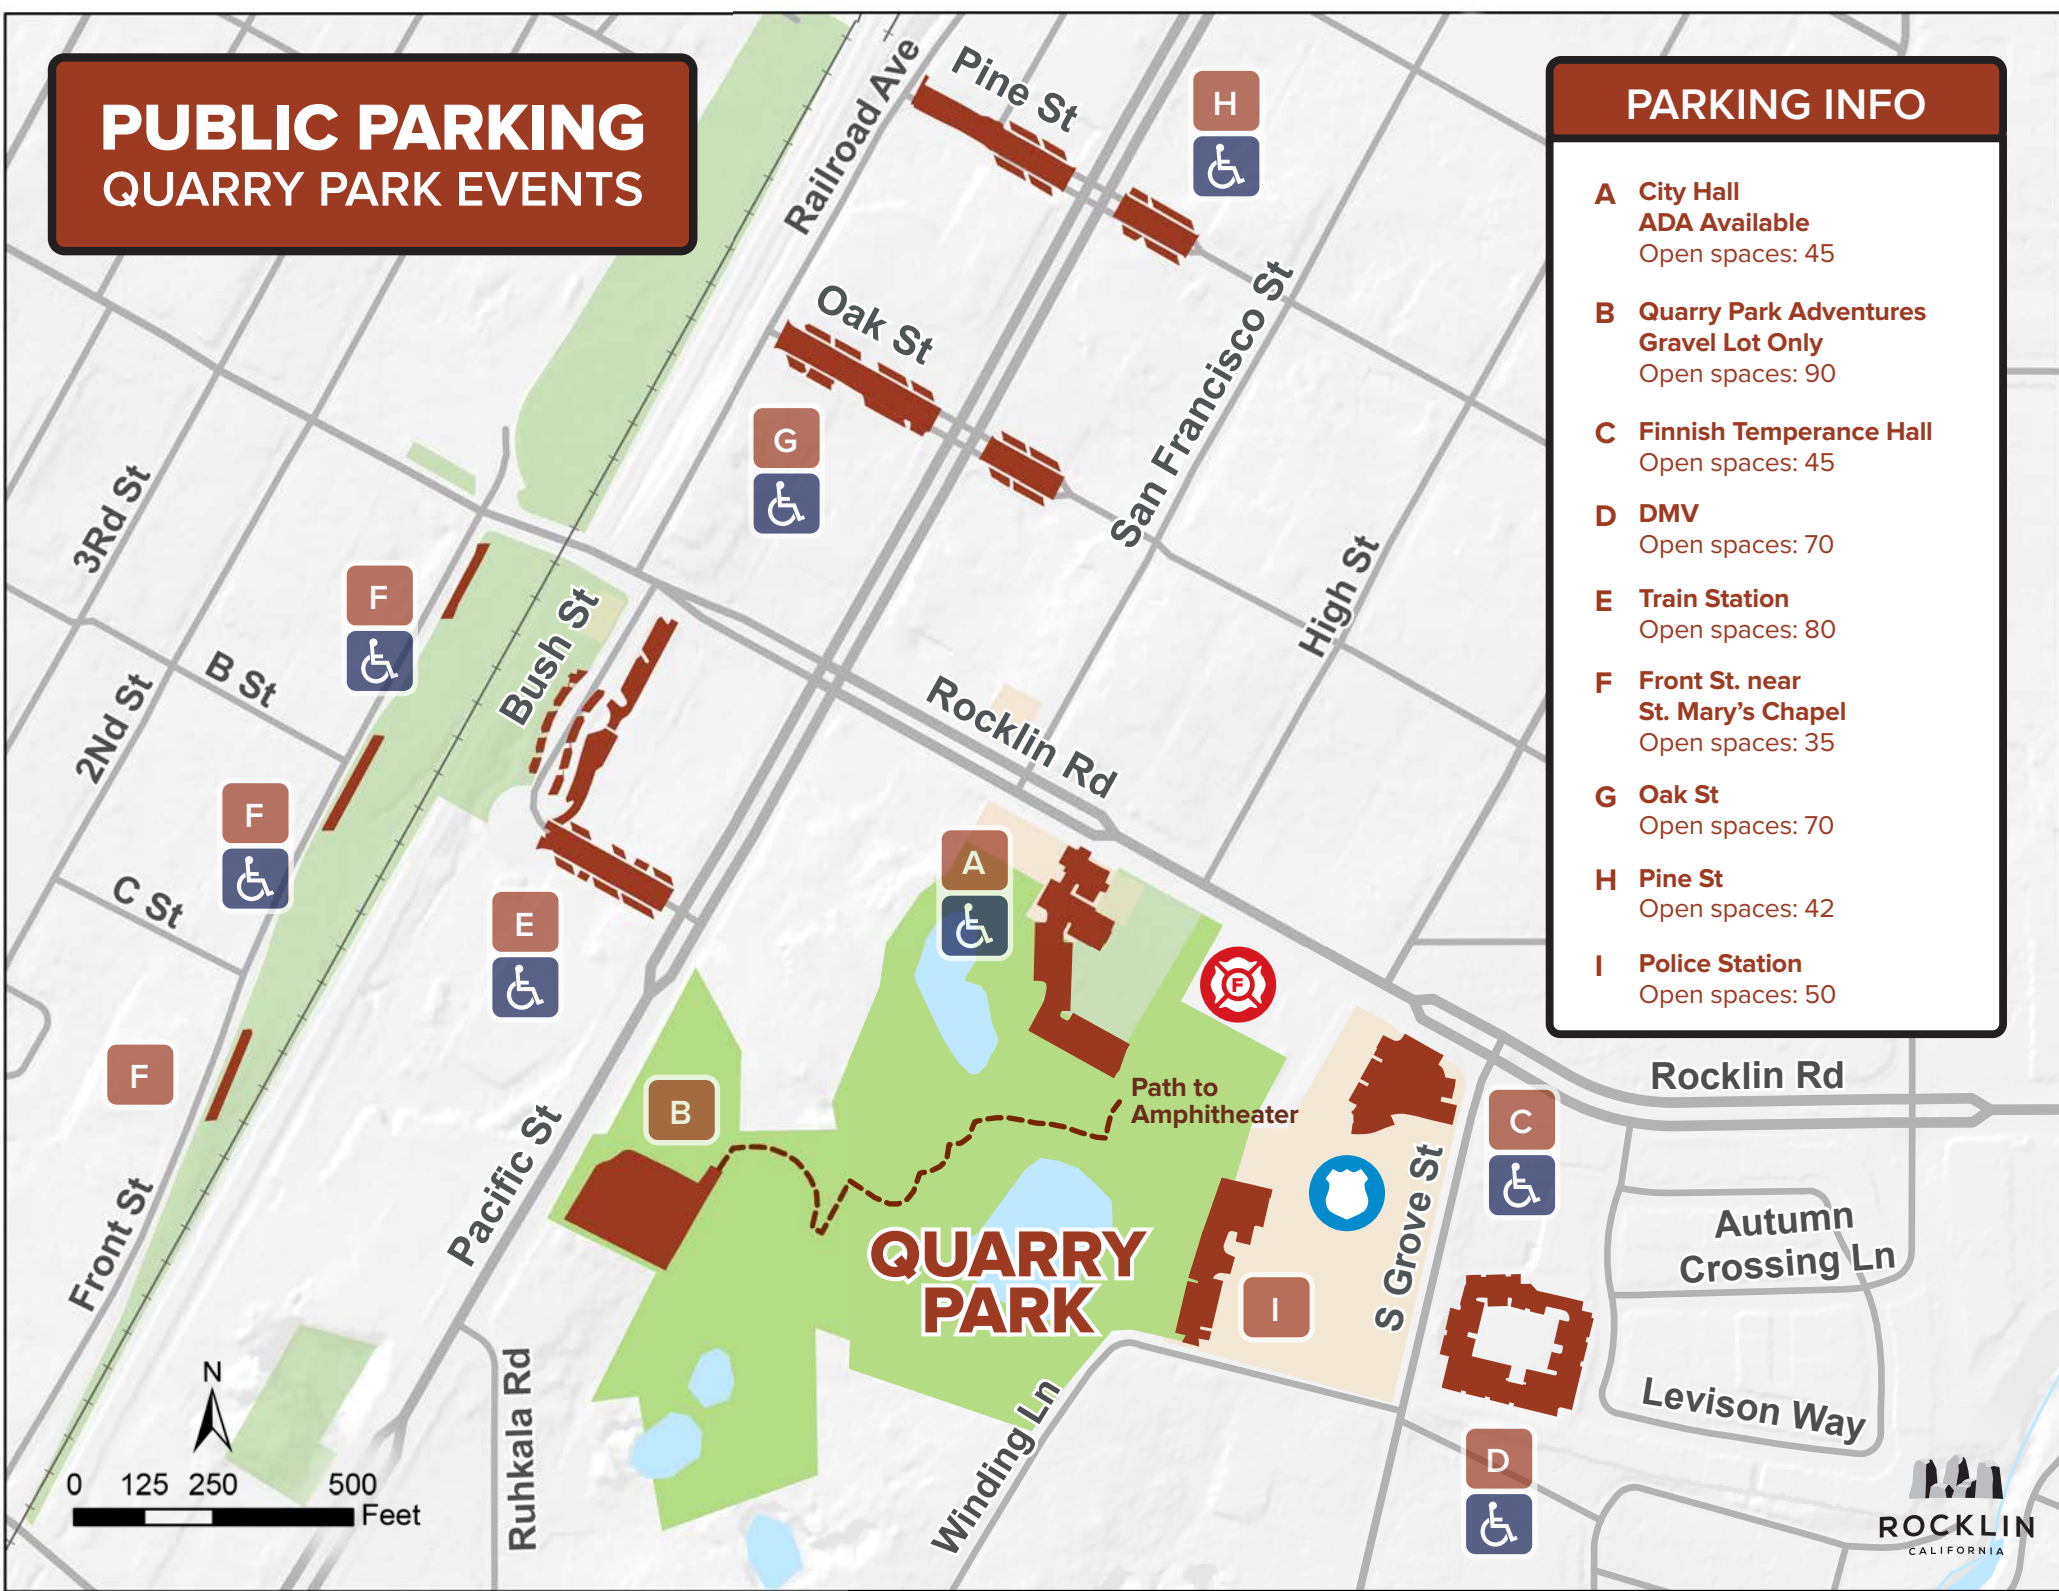 PUBLIC PARKING
QUARRY PARK EVENTS
PARKING INFO
A City Hall
ADA Available
Open spaces: 45
B Quarry Park Adventures
Gravel Lot Only
Open spaces: 90
C Finnish Temperance Hall
Open spaces: 45
D DMV
Open spaces: 70
E Train Station
Open spaces: 80
F Front St. near
St. Mary's Chapel
Open spaces: 35
G Oak St
Open spaces: 70
H Pine St
Open spaces: 42
I Police Station
Open spaces: 50
Railroad Ave
Pine St
H
Oak St
G
San Francisco St
High St
3Rd St
F
Bush St
B St
2Nd St
Rocklin Rd
F
C St
A
E
F
F
Rocklin Rd
Path to
Amphitheater
B
C
Pacific St
S Grove St
Front St
Autumn
Crossing Ln
QUARRY
PARK
I
Ruhkala Rd
Winding Ln
Levison Way
D
N
0 125 250 500
Feet
ROCKLIN
CALIFORNIA